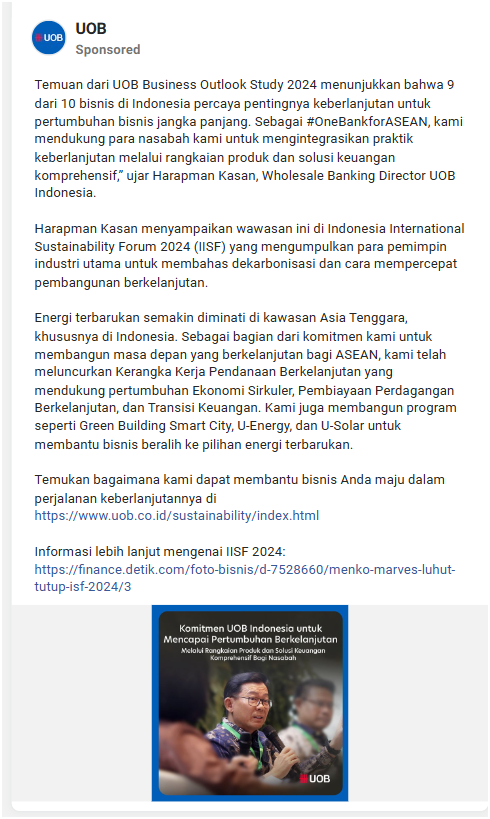 UOB
UOB
Sponsored
Temuan dari UOB Business Outlook Study 2024 menunjukkan bahwa 9
dari 10 bisnis di Indonesia percaya pentingnya keberlanjutan untuk
pertumbuhan bisnis jangka panjang. Sebagai #OneBankforASEAN, kami
mendukung para nasabah kami untuk mengintegrasikan praktik
keberlanjutan melalui rangkaian produk dan solusi keuangan
komprehensif,” ujar Harapman Kasan, Wholesale Banking Director UOB
Indonesia.
Harapman Kasan menyampaikan wawasan ini di Indonesia International
Sustainability Forum 2024 (IISF) yang mengumpulkan para pemimpin
industri utama untuk membahas dekarbonisasi dan cara mempercepat
pembangunan berkelanjutan.
Energi terbarukan semakin diminati di kawasan Asia Tenggara,
khususnya di Indonesia. Sebagai bagian dari komitmen kami untuk
membangun masa depan yang berkelanjutan bagi ASEAN, kami telah
meluncurkan Kerangka Kerja Pendanaan Berkelanjutan yang
mendukung pertumbuhan Ekonomi Sirkuler, Pembiayaan Perdagangan
Berkelanjutan, dan Transisi Keuangan. Kami juga membangun program
seperti Green Building Smart City, U-Energy, dan U-Solar untuk
membantu bisnis beralih ke pilihan energi terbarukan.
Temukan bagaimana kami dapat membantu bisnis Anda maju dalam
perjalanan keberlanjutannya di
https://www.uob.co.id/sustainability/index.html
Informasi lebih lanjut mengenai IISF 2024:
https://finance.detik.com/foto-bisnis/d-7528660/menko-marves-luhut-
tutup-isf-2024/3
Komitmen UOB Indonesia untuk
Mencapai Pertumbuhan Berkelanjutan
Melalui Rangkaian Produk dan Solusi Keuangan
Komprehensif Bagi Nasabah
UOB